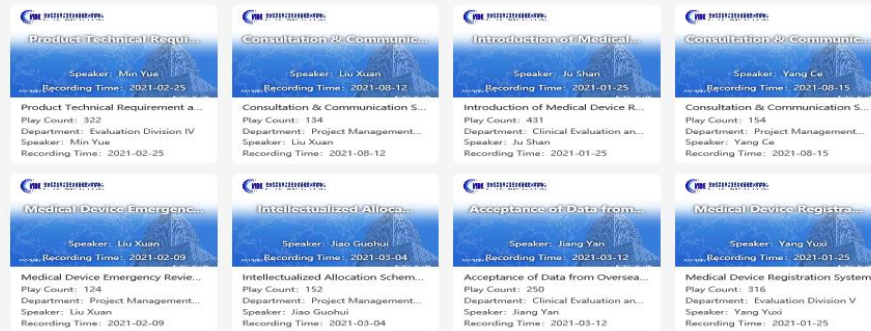 Product Technical Requi...
Speaker: Min Yue
Recording Time: 2021-02-25
Product Technical Requirement a...
Play Count: 322
Department: Evaluation Division IV
Speaker: Min Yue
Recording Time: 2021-02-25
Consultation & Communic...
Speaker: Liu Xuan
Recording Time: 2021-08-12
Consultation & Communication S...
Play Count: 134
Department: Project Management...
Speaker: Liu Xuan
Recording Time: 2021-08-12
Introduction of Medical...
Speaker: Ju Shan
Recording Time: 2021-01-25
Introduction of Medical Device R...
Play Count: 431
Department: Clinical Evaluation an...
Speaker: Ju Shan
Recording Time: 2021-01-25
Consultation & Communic...
Speaker: Yang Ce
Recording Time: 2021-08-15
Consultation & Communication S...
Play Count: 154
Department: Project Management...
Speaker: Yang Ce
Recording Time: 2021-08-15
Medical Device Emergenc...
Speaker: Liu Xuan
Recording Time: 2021-02-09
Medical Device Emergency Revie...
Play Count: 124
Department: Project Management...
Speaker: Liu Xuan
Recording Time: 2021-02-09
Intellectualized Alloca...
Speaker: Jiao Guohui
Recording Time: 2021-03-04
Intellectualized Allocation Schem...
Play Count: 152
Department: Project Management...
Speaker: Jiao Guohui
Recording Time: 2021-03-04
Acceptance of Data from...
Speaker: Jiang Yan
Recording Time: 2021-03-12
Acceptance of Data from Oversea...
Play Count: 250
Department: Clinical Evaluation an...
Speaker: Jiang Yan
Recording Time: 2021-03-12
Medical Device Registra...
Speaker: Yang Yuxi
Recording Time: 2021-01-25
Medical Device Registration System
Play Count: 316
Department: Evaluation Division V
Speaker: Yang Yuxi
Recording Time: 2021-01-25